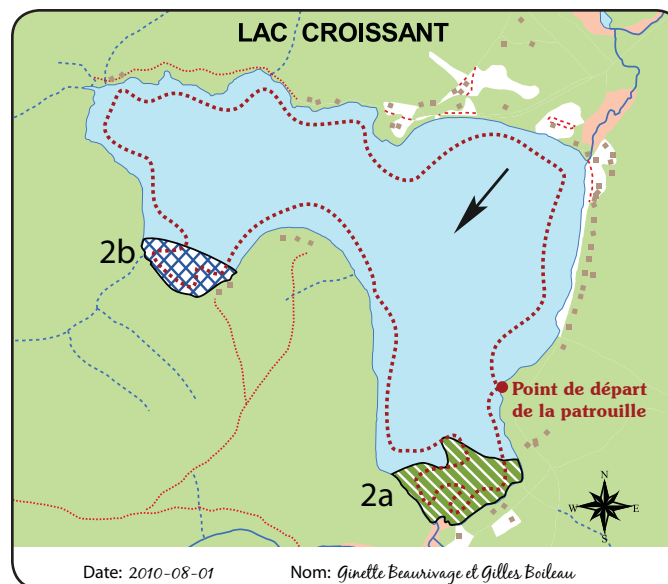 LAC CROISSANT
2b
Point de départ
de la patrouille
2a
N
W E
S
Date: 2010-08-01 Nom: Ginette Beaurivage et Gilles Boileau